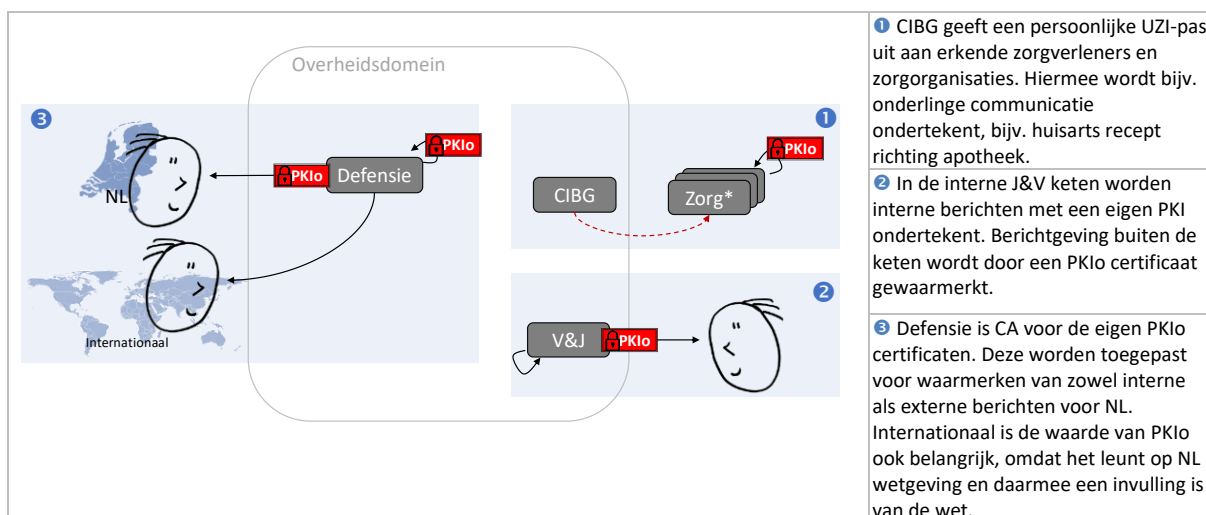 Overheidsdomein
❸
NL
PKIo
Defensie
PKIo
Internationaal
❶
CIBG
Zorg*
PKIo
❷
V&J
PKIo
❶ CIBG geeft een persoonlijke UZI-pas
uit aan erkende zorgverleners en
zorgorganisaties. Hiermee wordt bijv.
onderlinge communicatie
ondertekent, bijv. huisarts recept
richting apotheek.
❷ In de interne J&V keten worden
interne berichten met een eigen PKI
ondertekent. Berichtgeving buiten de
keten wordt door een PKIo certificaat
gewaarmerkt.
❸ Defensie is CA voor de eigen PKIo
certificaten. Deze worden toegepast
voor waarmerken van zowel interne
als externe berichten voor NL.
Internationaal is de waarde van PKIo
ook belangrijk, omdat het leunt op NL
wetgeving en daarmee een invulling is
van de wet.